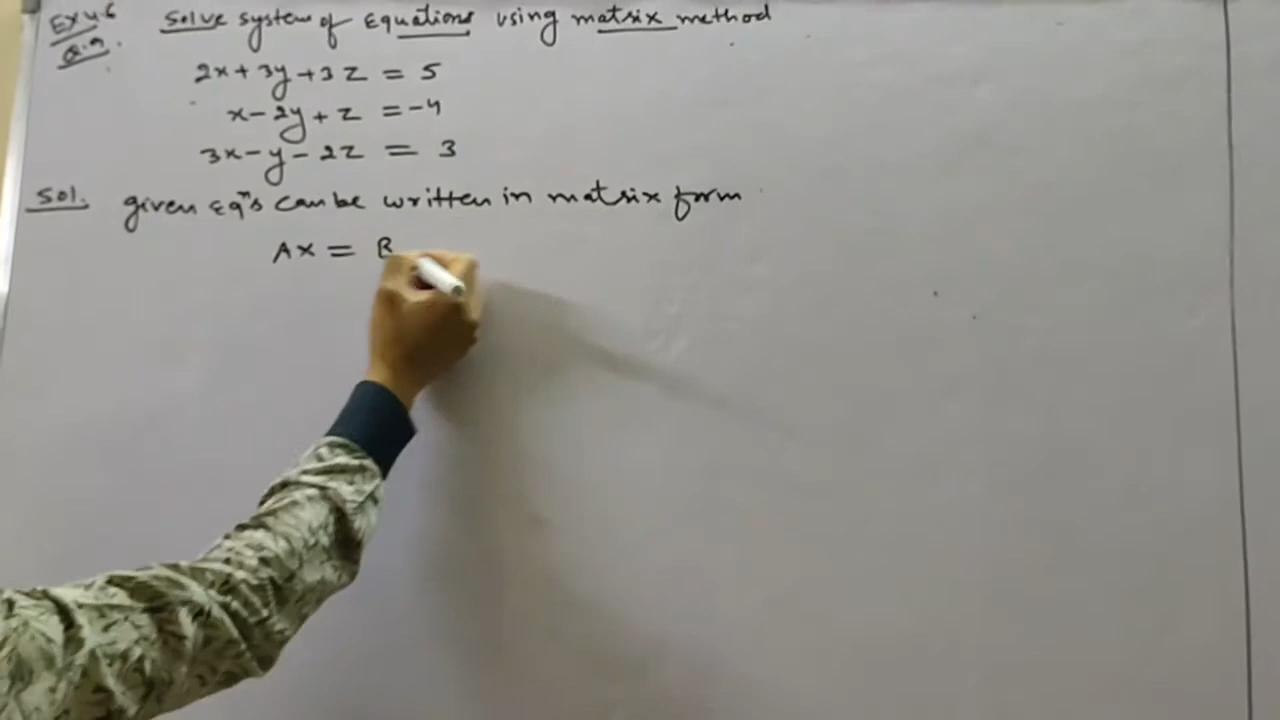 Ex 4.6
Q.9.
Solve system of Equations using matrix method
2x + 3y + 3z = 5
x - 2y + z = -4
3x - y - 2z = 3
Sol. given Eqⁿs can be written in matrix form
AX = B